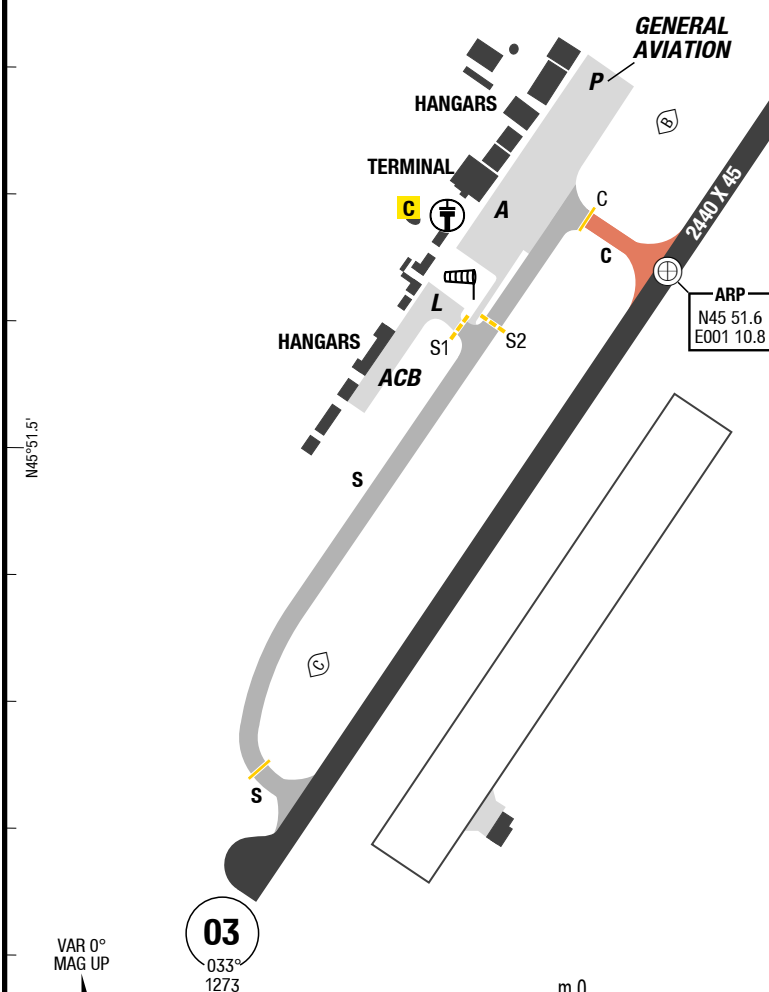 GENERAL
AVIATION
P
HANGARS
B
TERMINAL
2440 X 45
C
C
A
C
ARP
N45 51.6
E001 10.8
L
HANGARS
S1
S2
ACB
N45°51.5'
S
C
S
03
033°
1273
VAR 0°
MAG UP
m 0